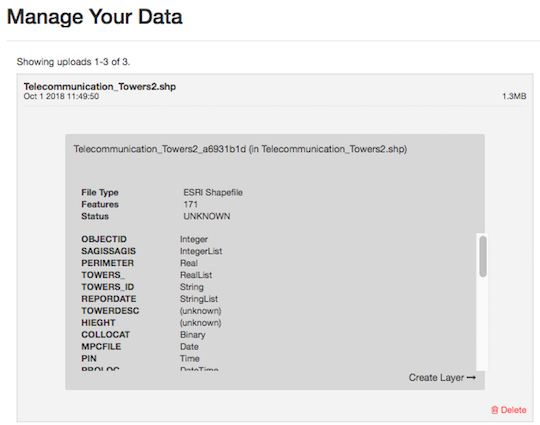 Manage Your Data
Showing uploads 1-3 of 3.
Telecommunication_Towers2.shp
Oct 1 2018 11:49:50 1.3MB
Telecommunication_Towers2_a6931b1d (in Telecommunication_Towers2.shp)
File Type ESRI Shapefile
Features 171
Status UNKNOWN
OBJECTID Integer
SAGISSAGIS IntegerList
PERIMETER Real
TOWERS_ RealList
TOWERS_ID String
REPORDATE StringList
TOWERDESC (unknown)
HIEGHT (unknown)
COLLOCAT Binary
MPCFILE Date
PIN Time
PROLOC DateTime
Create Layer →
Delete